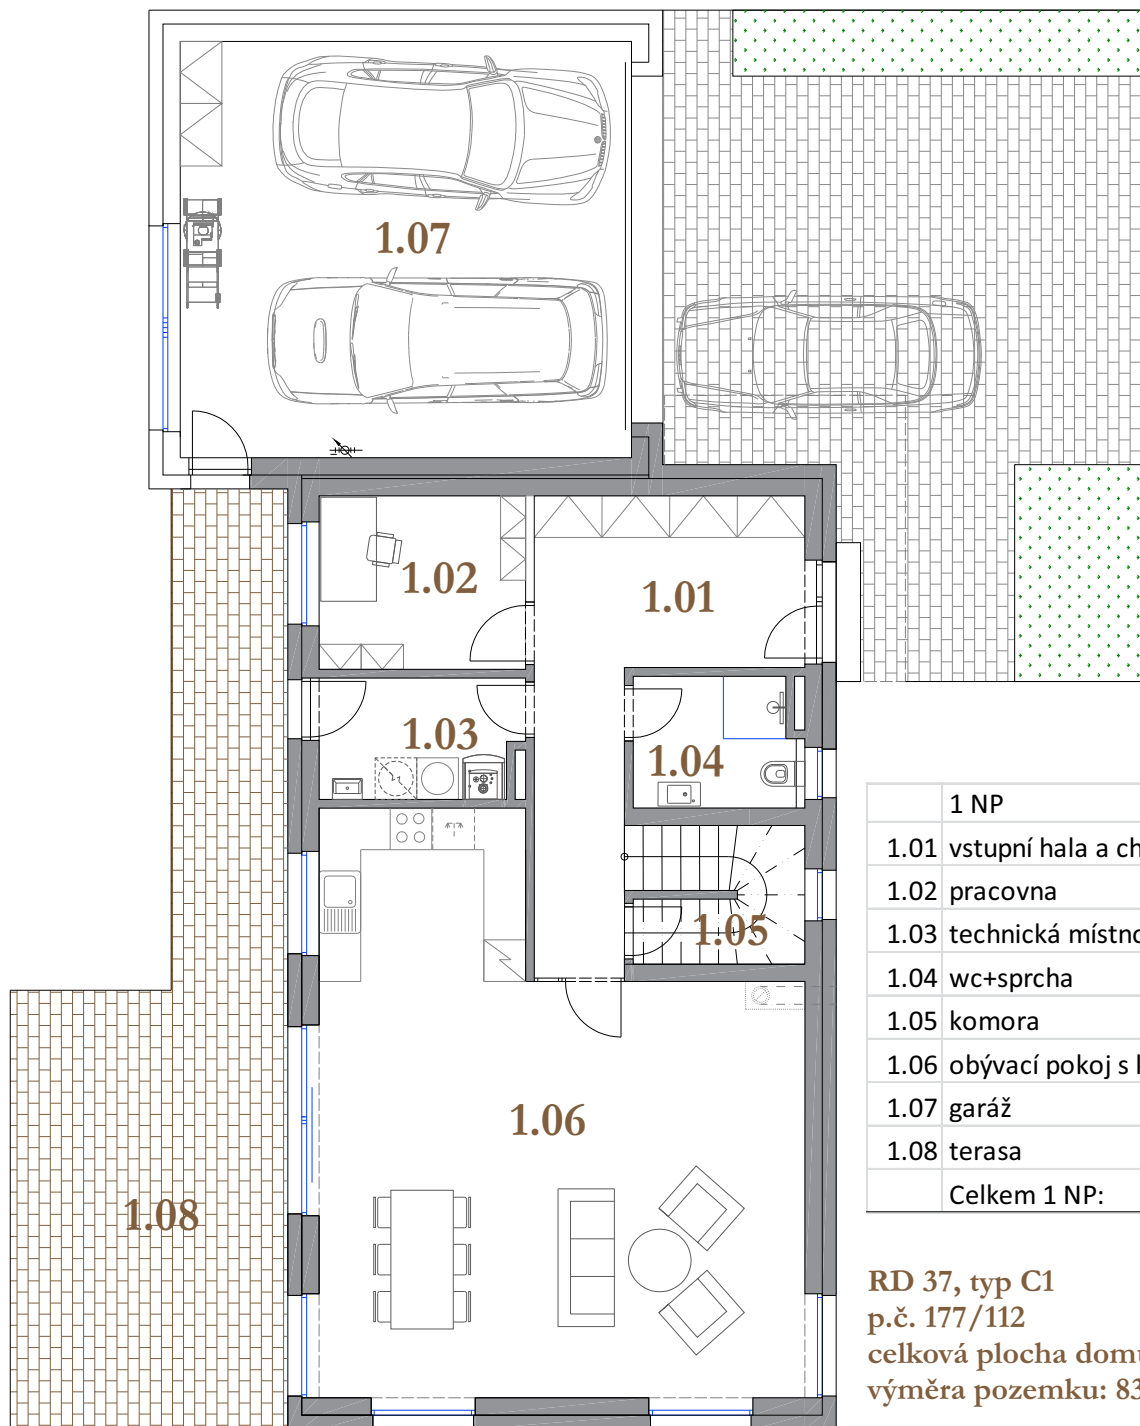 1.07
1.02
1.01
1.03
1.04
1.05
1.06
1.08
1 NP
1.01 vstupní hala a ch
1.02 pracovna
1.03 technická místno
1.04 wc+sprcha
1.05 komora
1.06 obývací pokoj s
1.07 garáž
1.08 terasa
Celkem 1 NP:
RD 37, typ C1
p.č. 177/112
celková plocha domu
výměra pozemku: 83